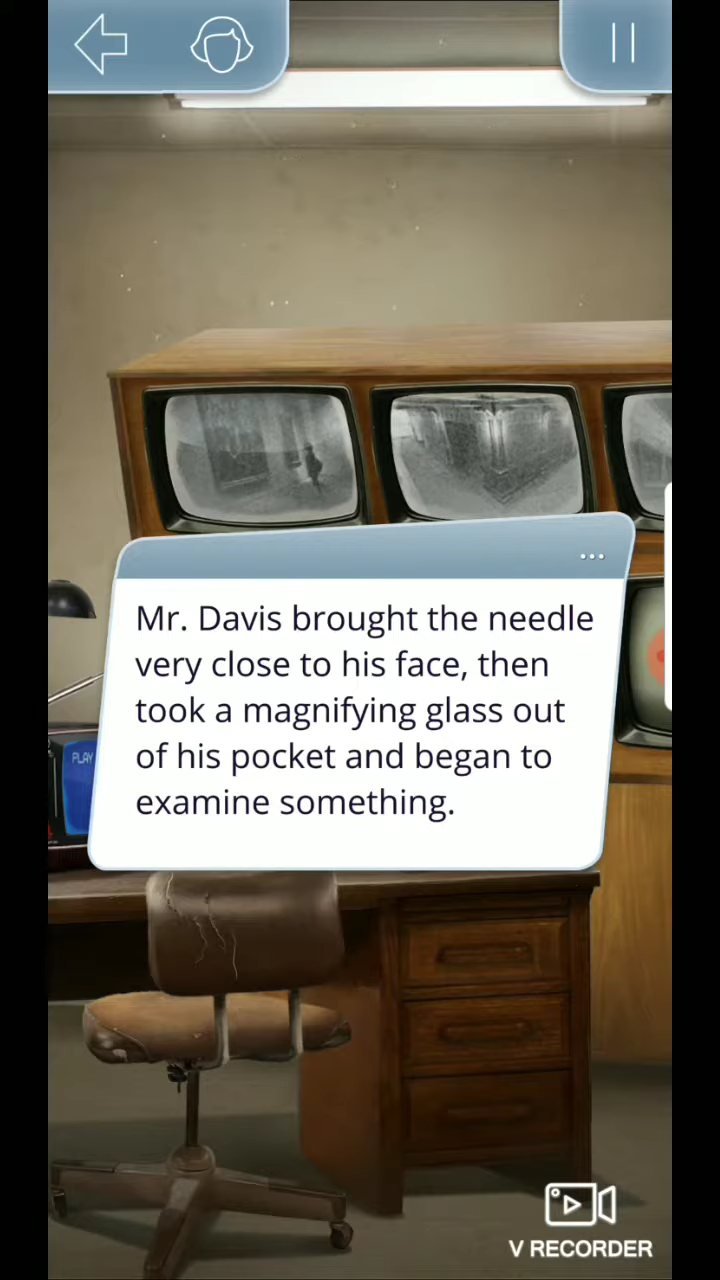 Mr. Davis brought the needle
very close to his face, then
took a magnifying glass out
of his pocket and began to
examine something.
PLAY
V RECORDER